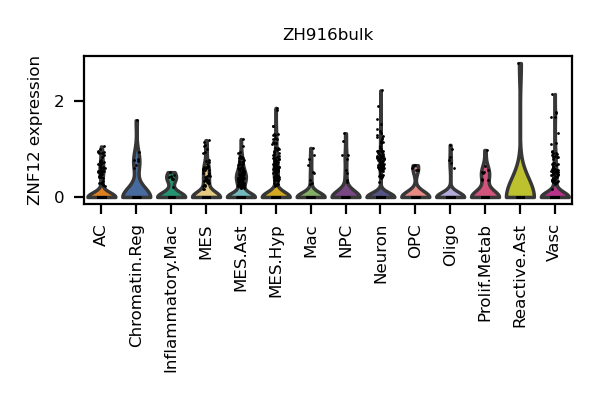 ZH916bulk
ZNF12 expression
2
0
AC
Chromatin.Reg
Inflammatory.Mac
MES
MES.Ast
MES.Hyp
Mac
NPC
Neuron
OPC
Oligo
Prolif.Metab
Reactive.Ast
Vasc